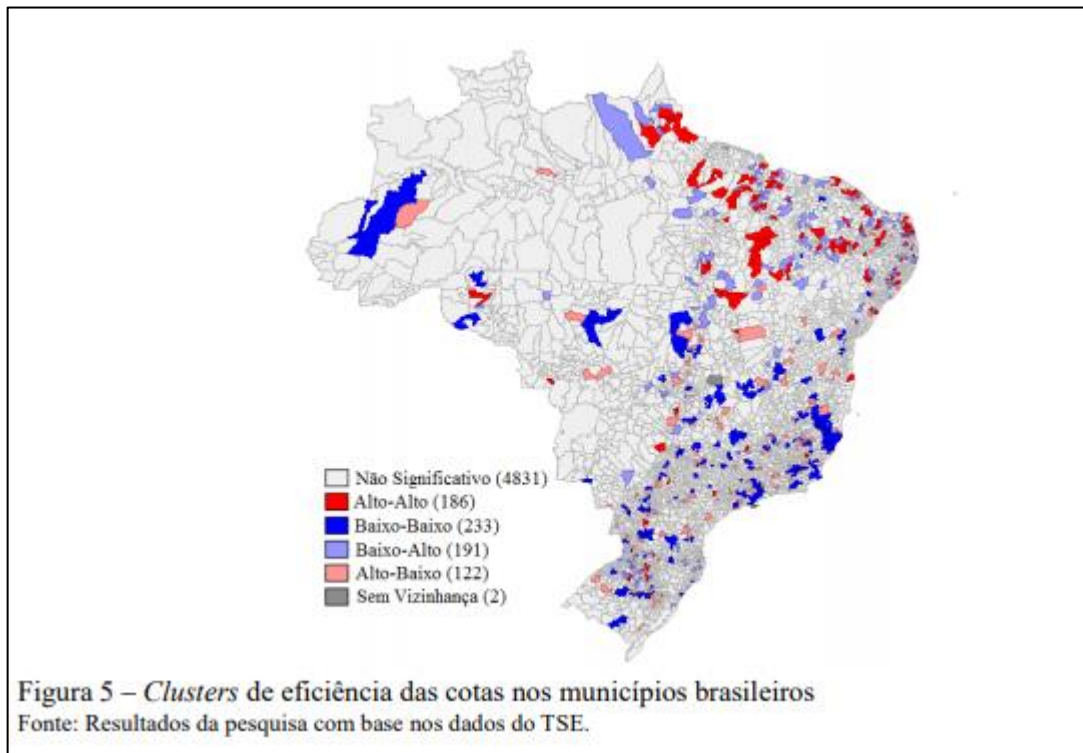 Não Significativo (4831)
Alto-Alto (186)
Baixo-Baixo (233)
Baixo-Alto (191)
Alto-Baixo (122)
Sem Vizinhança (2)
Figura 5 – Clusters de eficiência das cotas nos municípios brasileiros
Fonte: Resultados da pesquisa com base nos dados do TSE.